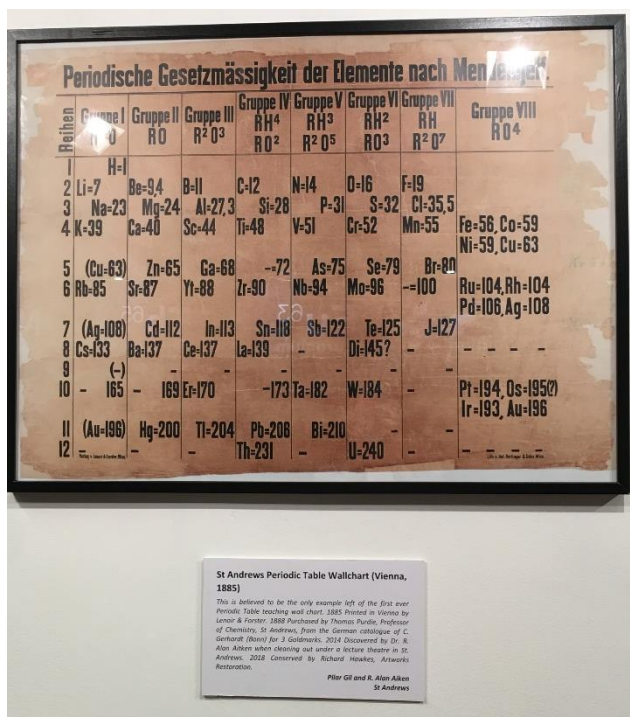 Periodische Gesetzmässigkeit der Elemente nach
Reihen Gruppe I Gruppe II Gruppe III Gruppe IV Gruppe V Gruppe VI Gruppe VII Gruppe VIII
RO R²O³ RH⁴ RH³ RH² RH RO⁴
RO² R²O⁵ RO³ R²O⁷
1 H=1
2 Li=7 Be=9,4 B=11 C=12 N=14 O=16 F=19
3 Na=23 Mg=24 Al=27,3 Si=28 P=31 S=32 Cl=35,5
4 K=39 Ca=40 Sc=44 Ti=48 V=51 Cr=52 Mn=55 Fe=56, Co=59
Ni=59, Cu=63
5 (Cu=63) Zn=65 Ga=68 -=72 As=75 Se=79 Br=80
6 Rb=85 Sr=87 Yt=88 Zr=90 Nb=94 Mo=96 -=100 Ru=104, Rh=104
Pd=106, Ag=108
7 (Ag=108) Cd=112 In=113 Sn=118 Sb=122 Te=125 J=127
8 Cs=133 Ba=137 Ce=137 La=139 - Di=145? - - - - -
9 (-) - - - - - -
10 - 165 - 169 Er=170 -173 Ta=182 W=184 - Pt=194, Os=195(?)
Ir=193, Au=196
11 (Au=196) Hg=200 Tl=204 Pb=206 Bi=210 - -
12 - - - Th=231 - U=240 - - - - -
St Andrews Periodic Table Wallchart (Vienna,
1885)
This is believed to be the only example left of the first ever
Periodic Table teaching wall chart. 1885 Printed in Vienna by
Lenoir & Forster. 1888 Purchased by Thomas Purdie, Professor
of Chemistry, St Andrews, from the German catalogue of C.
Gerhardt (Bonn) for 3 Goldmarks. 2014 Discovered by Dr. R.
Alan Aitken when cleaning out under a lecture theatre in St.
Andrews. 2018 Conserved by Richard Hawkes, Artworks
Restoration.
Pilar Gil and R. Alan Aiken
St Andrews